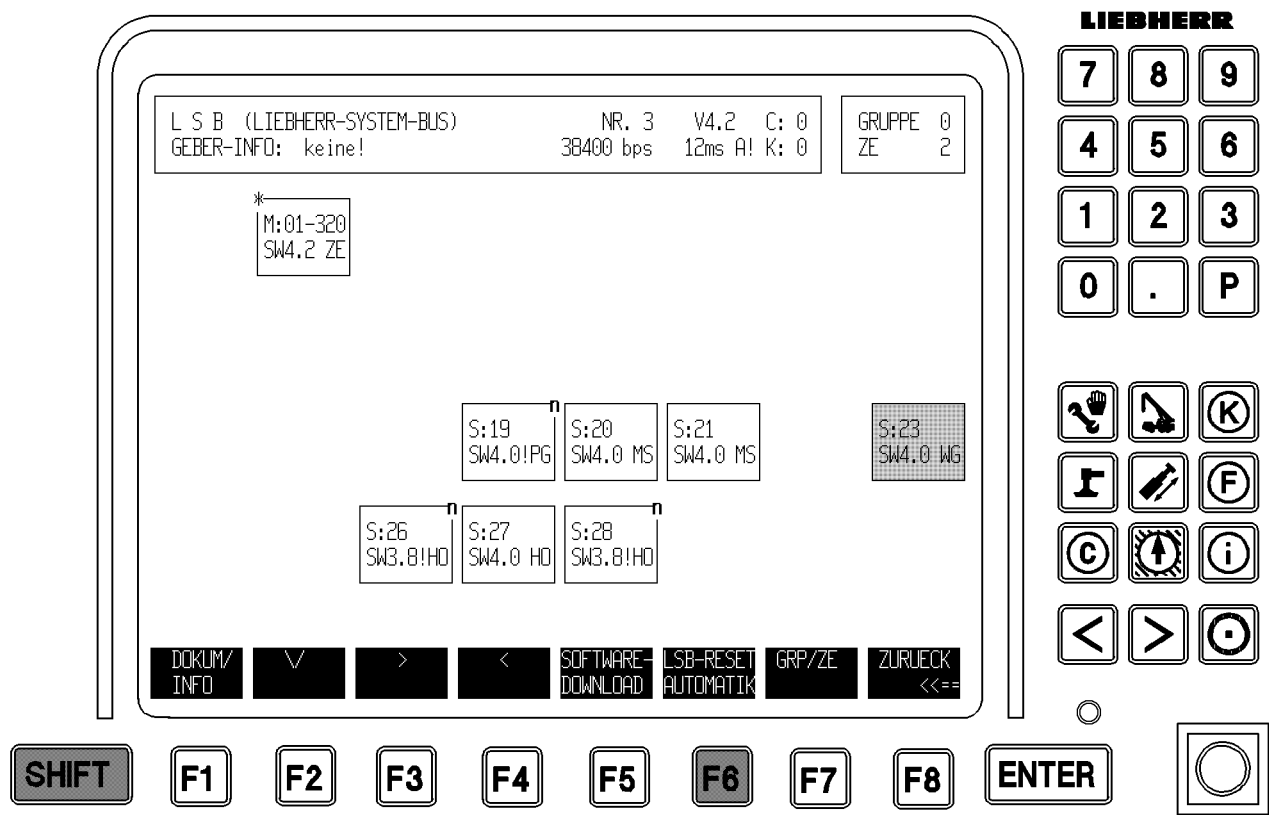 LIEBHERR
L S B (LIEBHERR-SYSTEM-BUS) NR. 3 V4.2 C: 0
GEBER-INFO: keine! 38400 bps 12ms A! K: 0
GRUPPE 0
ZE 2
*
M:01-320
SW4.2 ZE
n
S:19
SW4.0!PG
S:20
SW4.0 MS
S:21
SW4.0 MS
S:23
SW4.0 WG
n
S:26
SW3.8!HO
S:27
SW4.0 HO
n
S:28
SW3.8!HO
DOKUM/
INFO
\/
>
<
SOFTWARE-
DOWNLOAD
LSB-RESET
AUTOMATIK
GRP/ZE
ZURUECK
<<==
7 8 9
4 5 6
1 2 3
0 . P
K
F
C i
< >
SHIFT F1 F2 F3 F4 F5 F6 F7 F8 ENTER